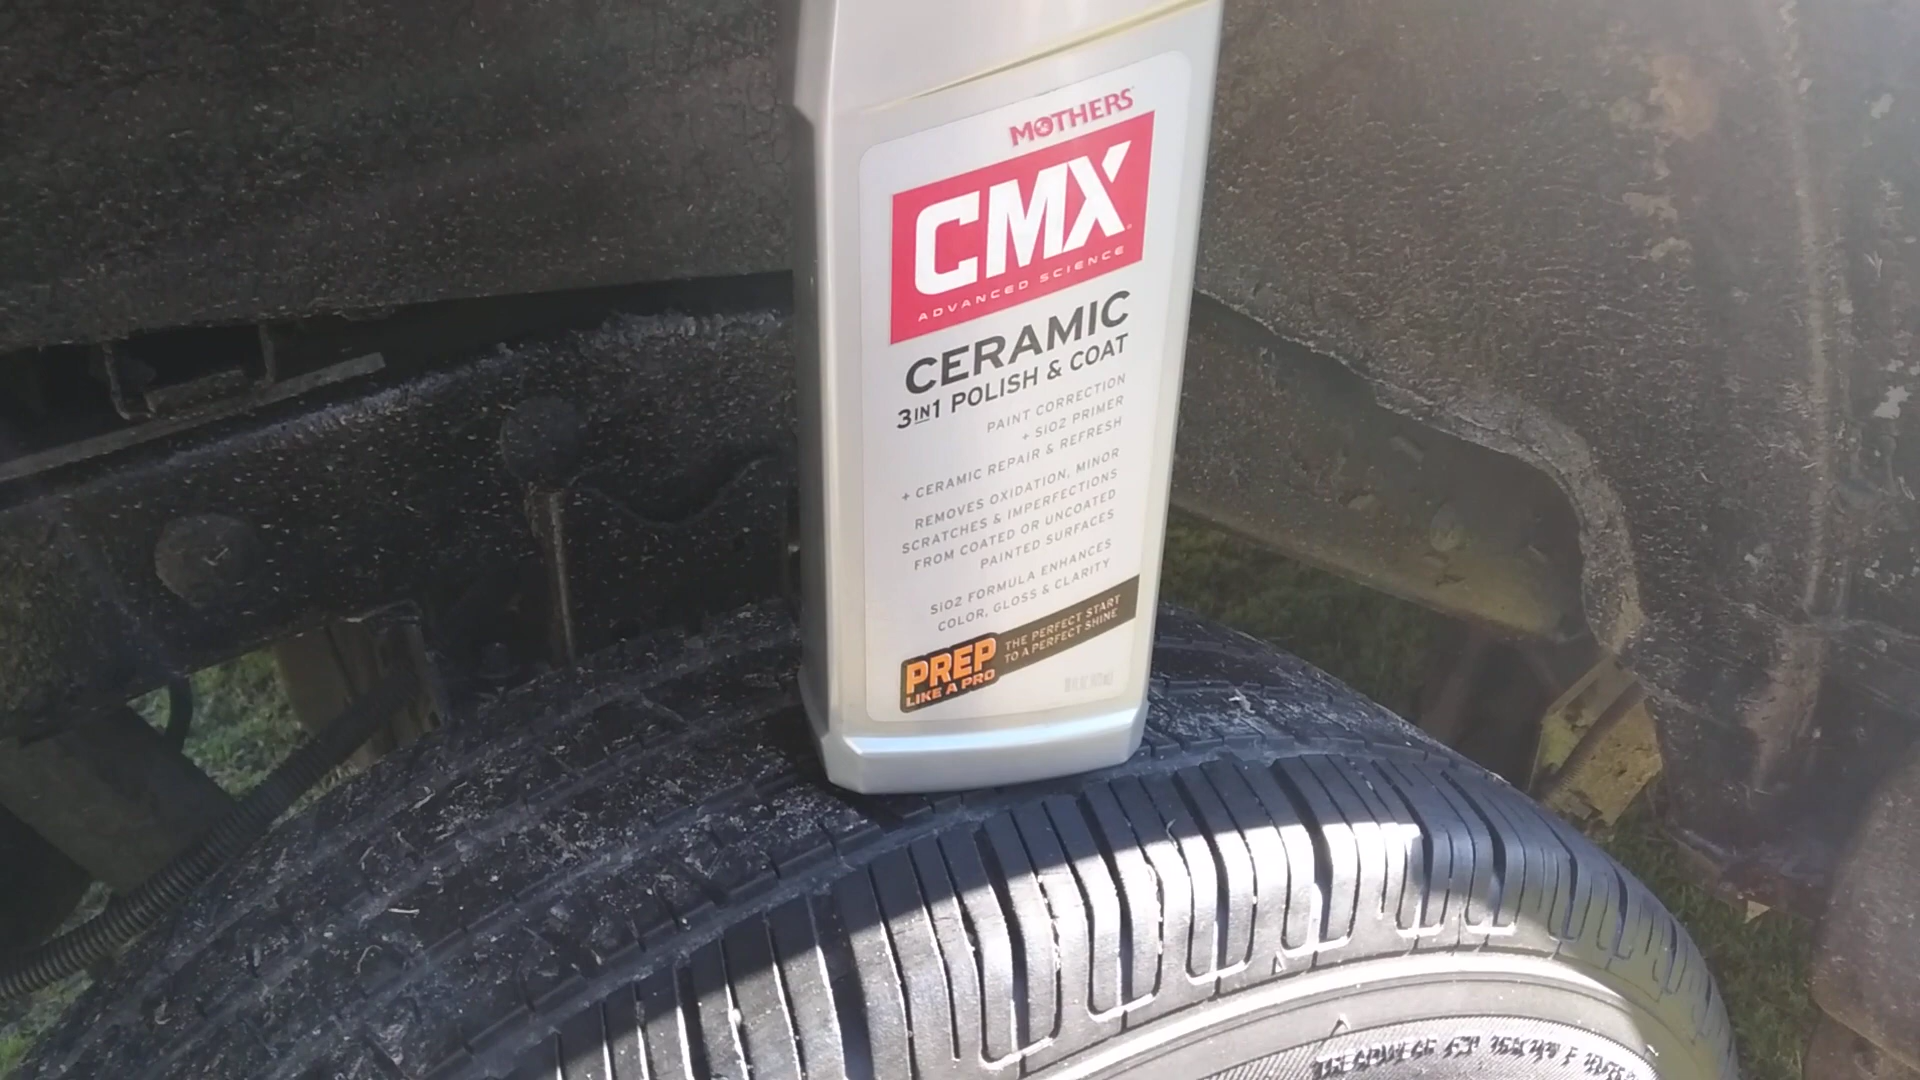 MOTHERS
CMX
ADVANCED SCIENCE
CERAMIC
3IN1 POLISH & COAT
PAINT CORRECTION
+ SiO2 PRIMER
+ CERAMIC REPAIR & REFRESH
REMOVES OXIDATION, MINOR
SCRATCHES & IMPERFECTIONS
FROM COATED OR UNCOATED
PAINTED SURFACES
SiO2 FORMULA ENHANCES
COLOR, GLOSS & CLARITY
PREP
LIKE A PRO
THE PERFECT START
TO A PERFECT SHINE